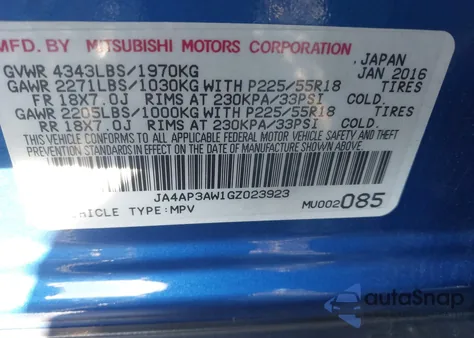 MFD. BY MITSUBISHI MOTORS CORPORATION
JAPAN
GVWR 4343LBS/1970KG JAN 2016
GAWR 2271LBS/1030KG WITH P225/55R18 TIRES
FR 18X7.0J RIMS AT 230KPA/33PSI COLD.
GAWR 2205LBS/1000KG WITH P225/55R18 TIRES
RR 18X7.0J RIMS AT 230KPA/33PSI COLD.
THIS VEHICLE CONFORMS TO ALL APPLICABLE
FEDERAL MOTOR VEHICLE SAFETY AND THEFT
PREVENTION STANDARDS IN EFFECT ON THE
DATE OF MANUFACTURE SHOWN ABOVE.
JA4AP3AW1GZ023923
VEHICLE TYPE:MPV MU002085
autoSnap